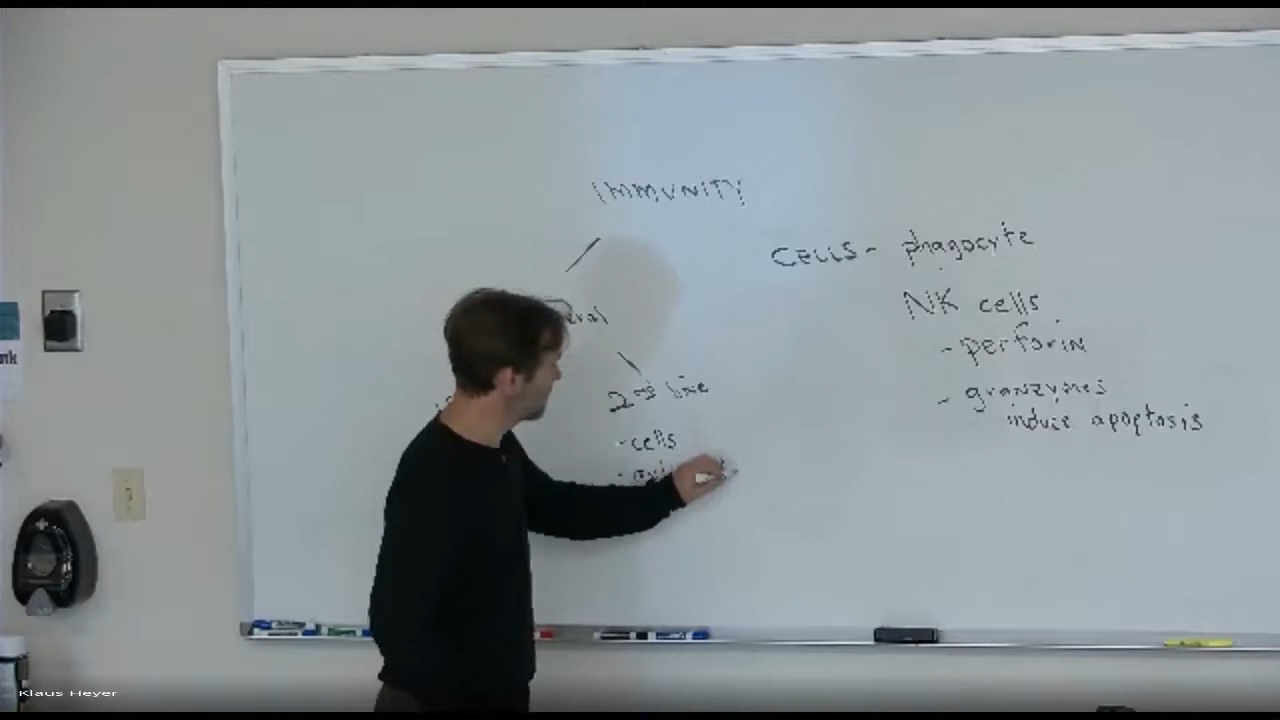 IMMUNITY
CELLS - phagocyte
NK cells
- perforin
- granzymes
induce apoptosis
2nd line
- cells
Klaus Heyer